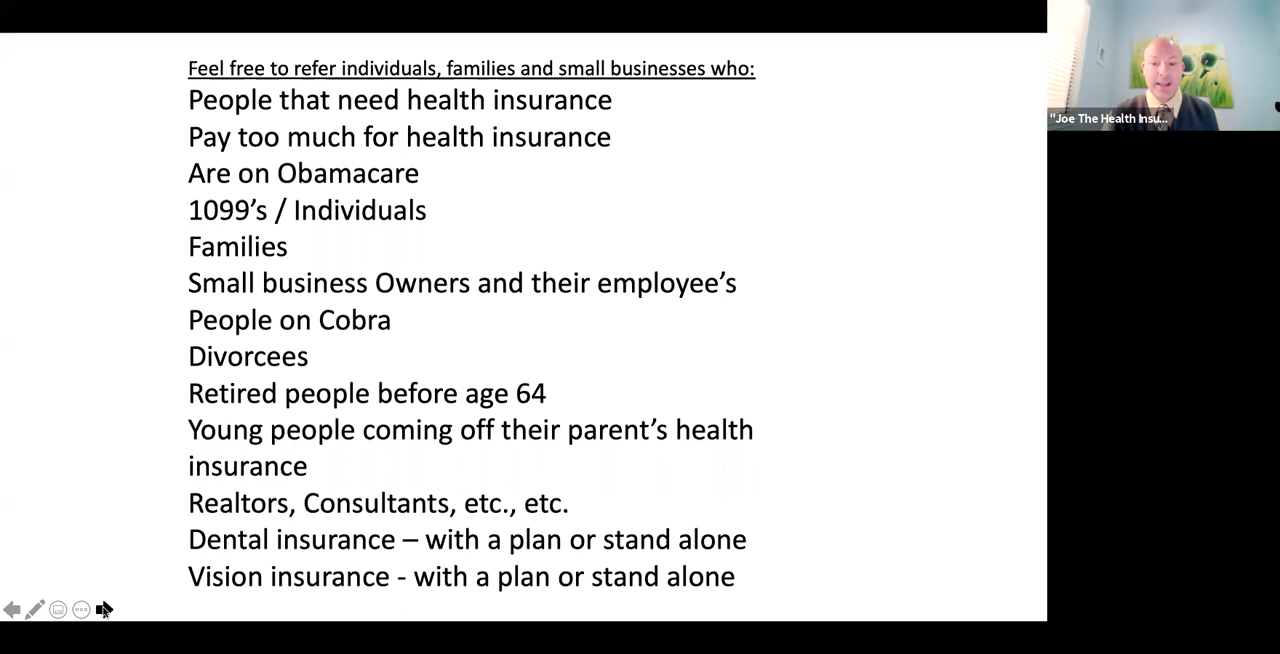 Feel free to refer individuals, families and small businesses who:
People that need health insurance
Pay too much for health insurance
Are on Obamacare
1099’s / Individuals
Families
Small business Owners and their employee’s
People on Cobra
Divorcees
Retired people before age 64
Young people coming off their parent’s health
insurance
Realtors, Consultants, etc., etc.
Dental insurance – with a plan or stand alone
Vision insurance - with a plan or stand alone
"Joe The Health Insu...